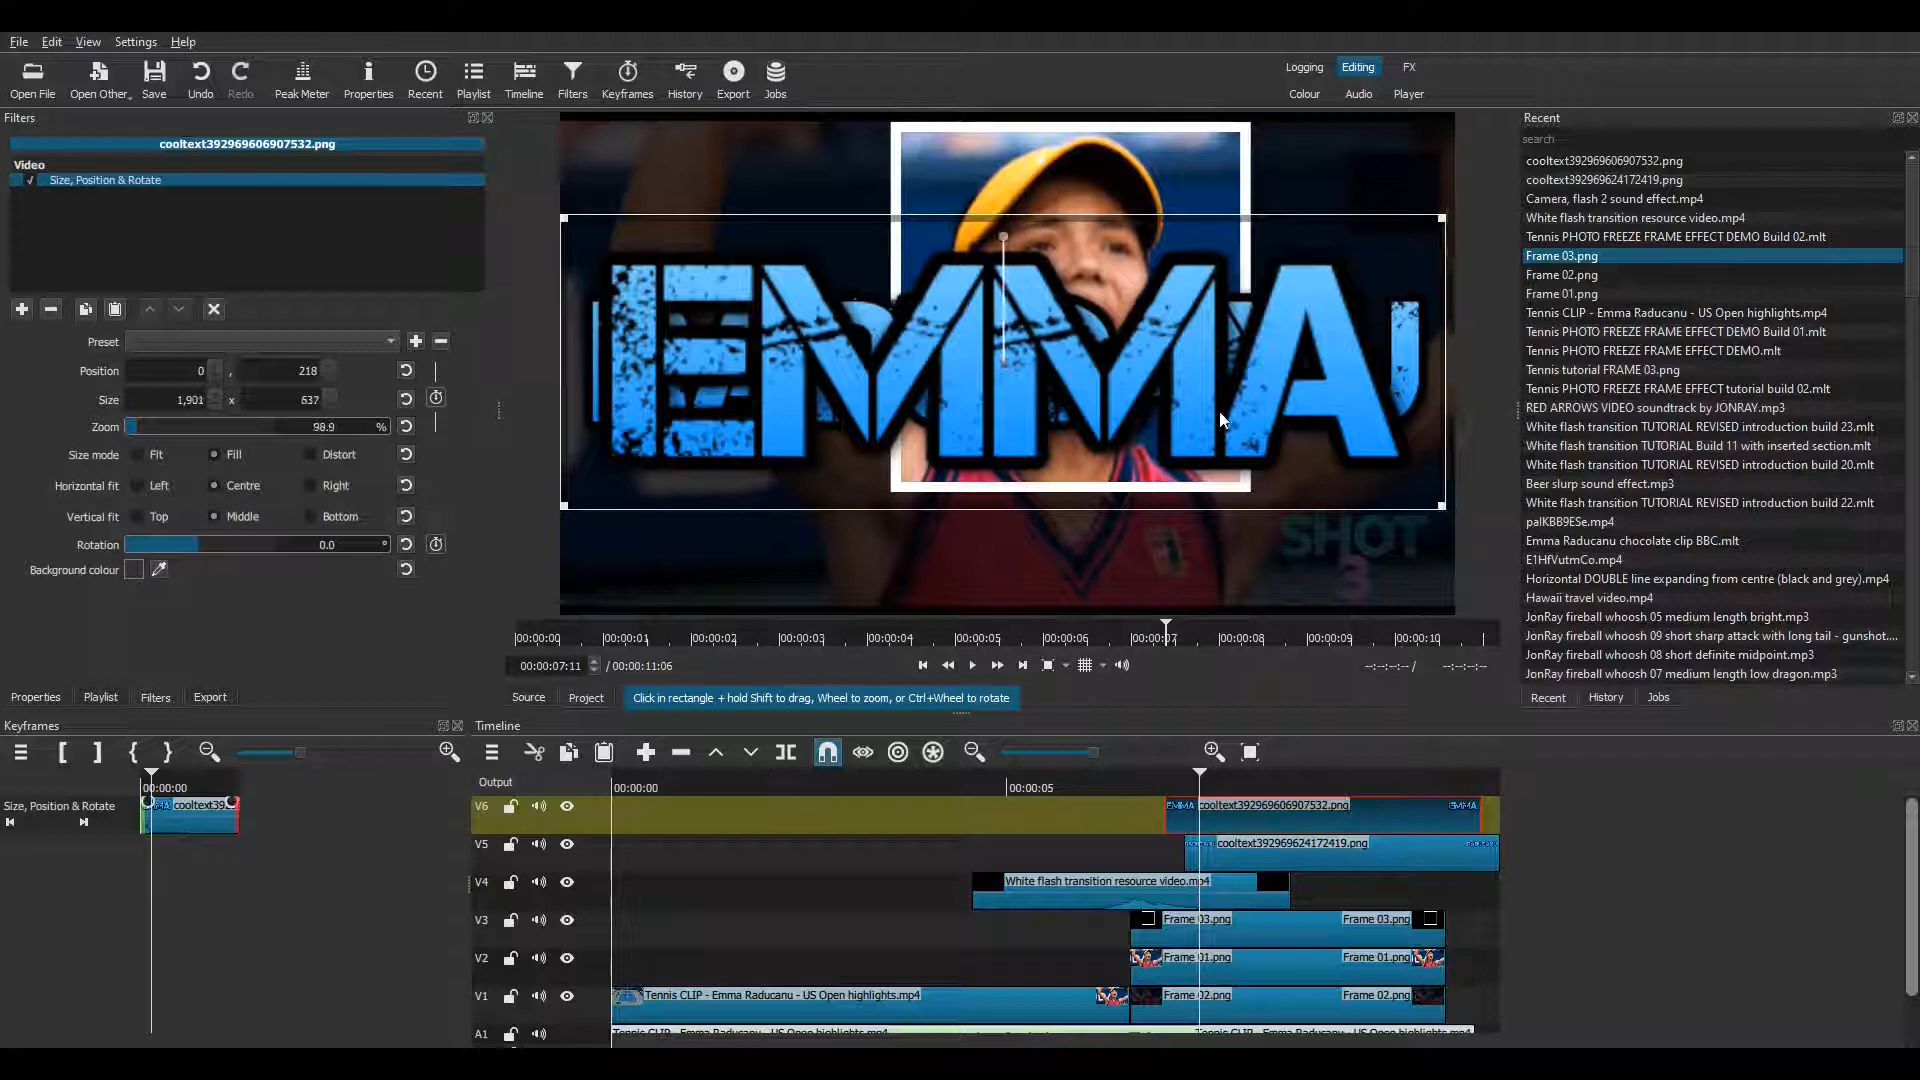 File Edit View Settings Help
Open File Open Other... Save Undo Redo Peak Meter Properties Recent Playlist Timeline Filters Keyframes History Export Jobs
Logging Editing FX
Colour Audio Player
Filters
cooltext392969606907532.png
Video
Size, Position & Rotate
Preset
Position 0 , 218
Size 1,901 x 637
Zoom 98.9 %
Size mode Fit Fill Distort
Horizontal fit Left Centre Right
Vertical fit Top Middle Bottom
Rotation 0.0 °
Background colour
Properties Playlist Filters Export
EMMA
SHOT
3
00:00:00 00:00:01 00:00:02 00:00:03 00:00:04 00:00:05 00:00:06 00:00:07 00:00:08 00:00:09 00:00:10
00:00:07:11 / 00:00:11:06 --:--:--:-- / --:--:--:--
Source Project Click in rectangle + hold Shift to drag, Wheel to zoom, or Ctrl+Wheel to rotate
Recent
search
cooltext392969606907532.png
cooltext392969624172419.png
Camera, flash 2 sound effect.mp4
White flash transition resource video.mp4
Tennis PHOTO FREEZE FRAME EFFECT DEMO Build 02.mlt
Frame 03.png
Frame 02.png
Frame 01.png
Tennis CLIP - Emma Raducanu - US Open highlights.mp4
Tennis PHOTO FREEZE FRAME EFFECT DEMO Build 01.mlt
Tennis PHOTO FREEZE FRAME EFFECT DEMO.mlt
Tennis tutorial FRAME 03.png
Tennis PHOTO FREEZE FRAME EFFECT tutorial build 02.mlt
RED ARROWS VIDEO soundtrack by JONRAY.mp3
White flash transition TUTORIAL REVISED introduction build 23.mlt
White flash transition TUTORIAL Build 11 with inserted section.mlt
White flash transition TUTORIAL REVISED introduction build 20.mlt
Beer slurp sound effect.mp3
White flash transition TUTORIAL REVISED introduction build 22.mlt
palKBB9ESe.mp4
Emma Raducanu chocolate clip BBC.mlt
E1HfVutmCo.mp4
Horizontal DOUBLE line expanding from centre (black and grey).mp4
Hawaii travel video.mp4
JonRay fireball whoosh 05 medium length bright.mp3
JonRay fireball whoosh 09 short sharp attack with long tail - gunshot....
JonRay fireball whoosh 08 short definite midpoint.mp3
JonRay fireball whoosh 07 medium length low dragon.mp3
Recent History Jobs
Keyframes
00:00:00
Size, Position & Rotate cooltext392
Timeline
Output 00:00:00 00:00:05
V6 EMMA cooltext392969606907532.png EMMA
V5 cooltext392969624172419.png
V4 White flash transition resource video.mp4
V3 Frame 03.png Frame 03.png
V2 Frame 01.png Frame 01.png
V1 Tennis CLIP - Emma Raducanu - US Open highlights.mp4 Frame 02.png Frame 02.png
A1 Tennis CLIP - Emma Raducanu - US Open highlights.mp4 Tennis CLIP - Emma Raducanu - US Open highlights.mp4